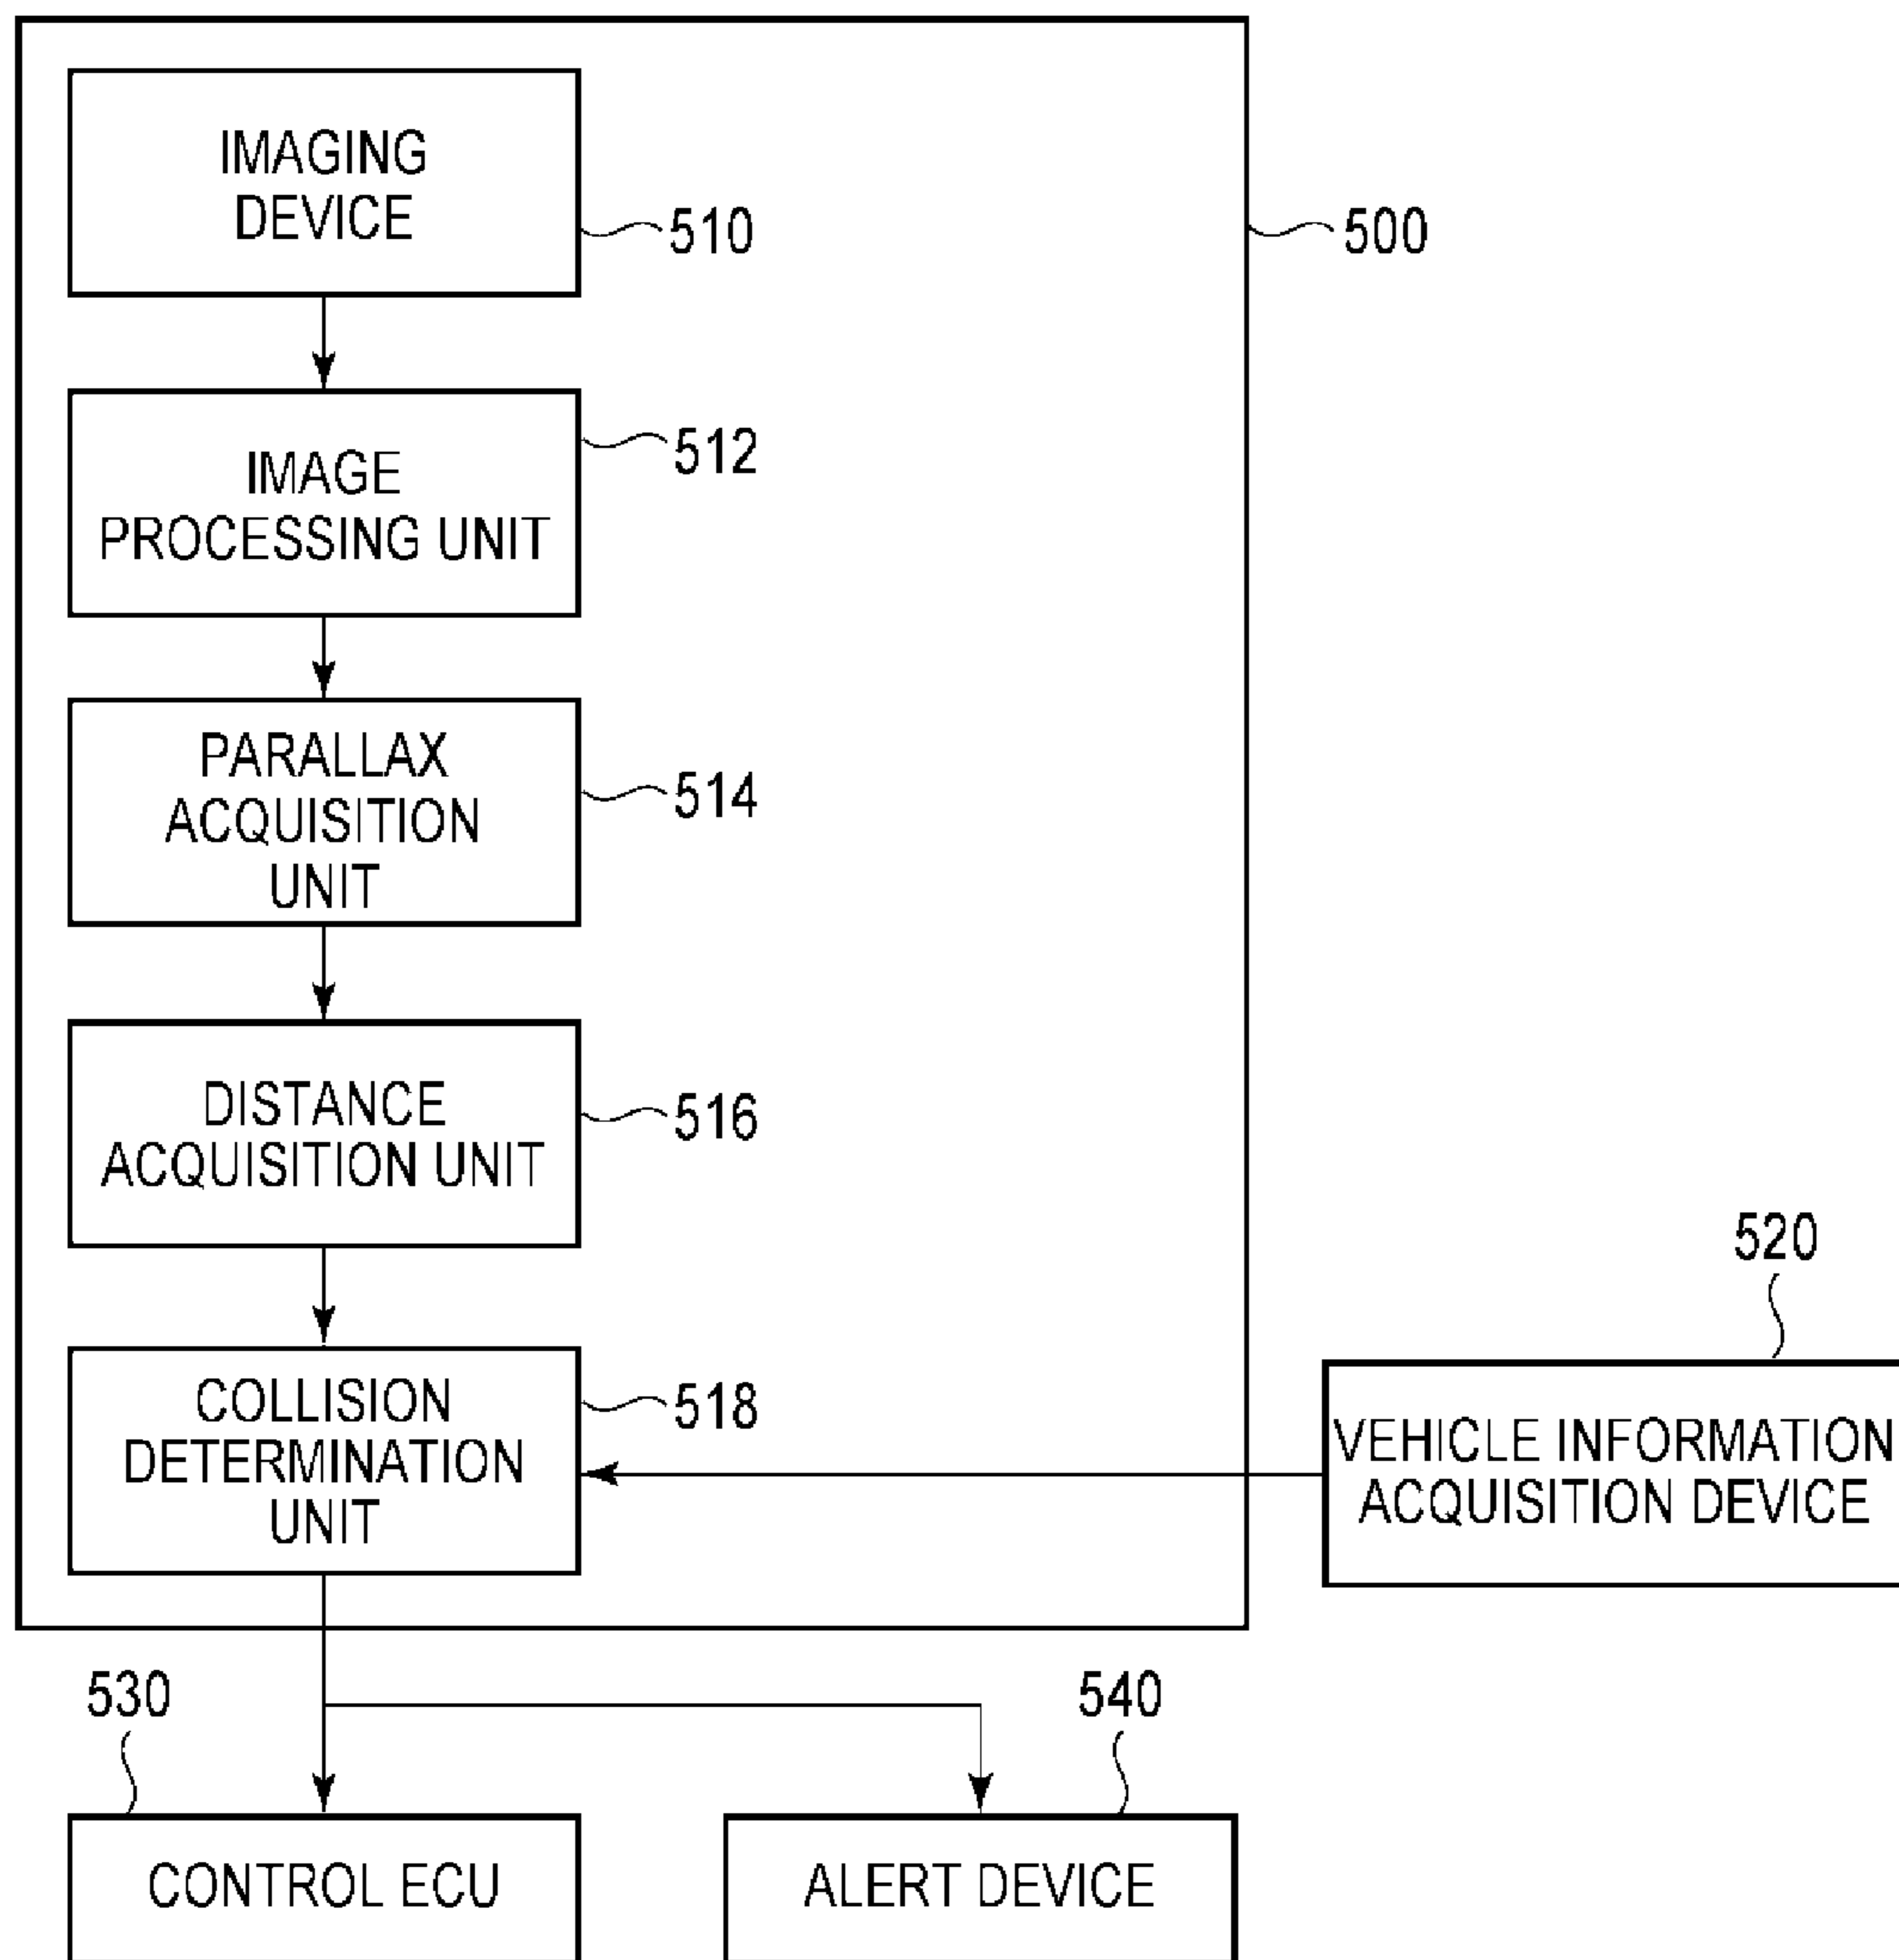 IMAGING
DEVICE
510
500
IMAGE
PROCESSING UNIT
512
PARALLAX
ACQUISITION
UNIT
514
DISTANCE
ACQUISITION UNIT
516
COLLISION
DETERMINATION
UNIT
518
520
VEHICLE INFORMATION
ACQUISITION DEVICE
530
CONTROL ECU
540
ALERT DEVICE